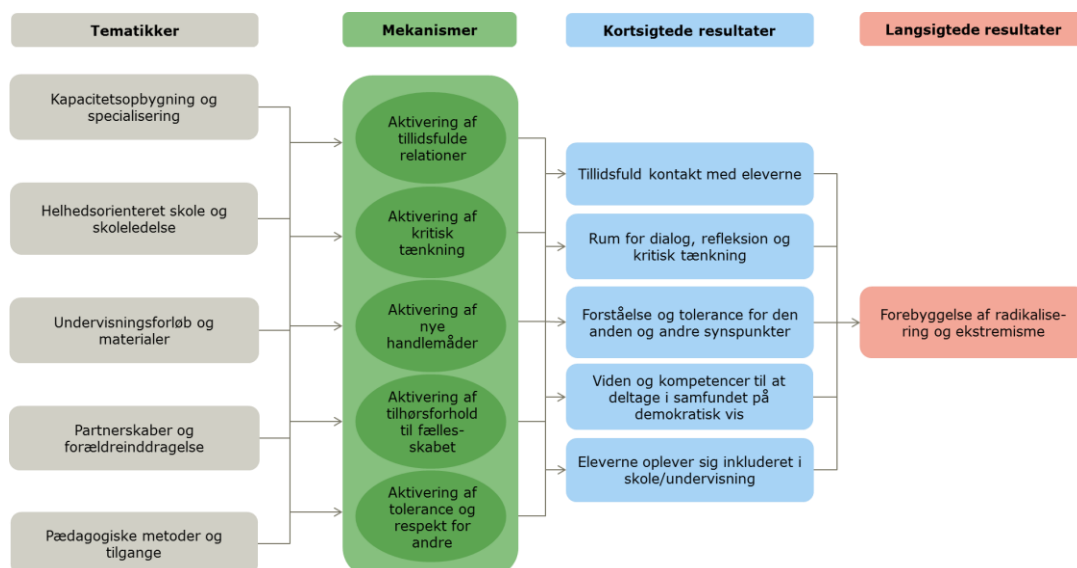 Tematikker
Mekanismer
Kortsigtede resultater
Langsigtede resultater
Kapacitetsopbygning og
specialisering
Helhedsorienteret skole og
skoleledelse
Undervisningsforløb og
materialer
Partnerskaber og
forældreinddragelse
Pædagogiske metoder og
tilgange
Aktivering af
tillidsfulde
relationer
Aktivering af
kritisk
tænkning
Aktivering af
nye
handlemåder
Aktivering af
tilhørsforhold
til fælles-
skabet
Aktivering af
tolerance og
respekt for
andre
Tillidsfuld kontakt med eleverne
Rum for dialog, refleksion og
kritisk tænkning
Forståelse og tolerance for den
anden og andre synspunkter
Viden og kompetencer til at
deltage i samfundet på
demokratisk vis
Eleverne oplever sig inkluderet i
skole/undervisning
Forebyggelse af radikalise-
ring og ekstremisme